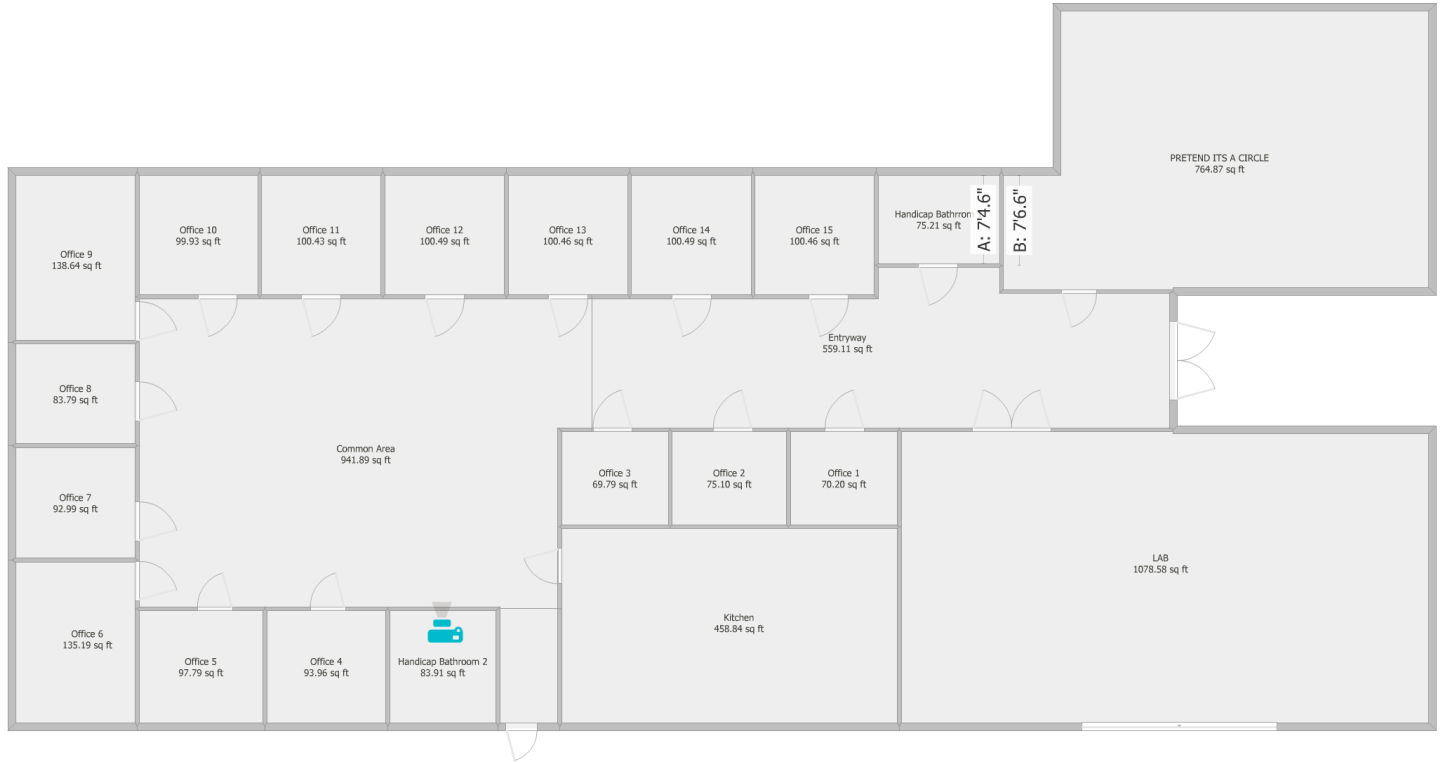 PRETEND ITS A CIRCLE
764.87 sq ft
Office 9
138.64 sq ft
Office 10
99.93 sq ft
Office 11
100.43 sq ft
Office 12
100.49 sq ft
Office 13
100.46 sq ft
Office 14
100.49 sq ft
Office 15
100.46 sq ft
Handicap Bathrron
75.21 sq ft
A: 7'4.6"
B: 7'6.6"
Entryway
559.11 sq ft
Office 8
83.79 sq ft
Common Area
941.89 sq ft
Office 7
92.99 sq ft
Office 3
69.79 sq ft
Office 2
75.10 sq ft
Office 1
70.20 sq ft
LAB
1078.58 sq ft
Kitchen
458.84 sq ft
Office 6
135.19 sq ft
Office 5
97.79 sq ft
Office 4
93.96 sq ft
Handicap Bathroom 2
83.91 sq ft